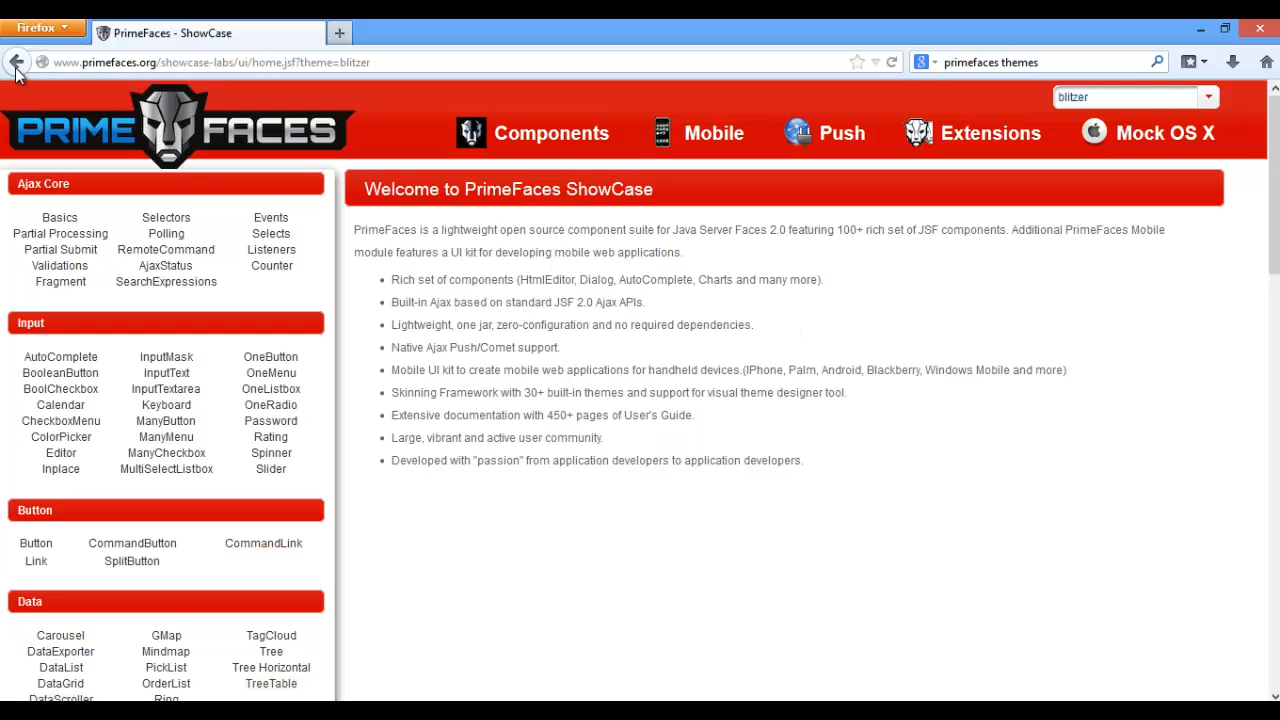 Firefox
PrimeFaces - ShowCase
www.primefaces.org/showcase-labs/ui/home.jsf?theme=blitzer
primefaces themes
blitzer
PRIME FACES
Components
Mobile
Push
Extensions
Mock OS X
Ajax Core
Basics Selectors Events
Partial Processing Polling Selects
Partial Submit RemoteCommand Listeners
Validations AjaxStatus Counter
Fragment SearchExpressions
Input
AutoComplete InputMask OneButton
BooleanButton InputText OneMenu
BoolCheckbox InputTextarea OneListbox
Calendar Keyboard OneRadio
CheckboxMenu ManyButton Password
ColorPicker ManyMenu Rating
Editor ManyCheckbox Spinner
Inplace MultiSelectListbox Slider
Button
Button CommandButton CommandLink
Link SplitButton
Data
Carousel GMap TagCloud
DataExporter Mindmap Tree
DataList PickList Tree Horizontal
DataGrid OrderList TreeTable
DataScroller Ring
Welcome to PrimeFaces ShowCase
PrimeFaces is a lightweight open source component suite for Java Server Faces 2.0 featuring 100+ rich set of JSF components. Additional PrimeFaces Mobile
module features a UI kit for developing mobile web applications.
Rich set of components (HtmlEditor, Dialog, AutoComplete, Charts and many more).
Built-in Ajax based on standard JSF 2.0 Ajax APIs.
Lightweight, one jar, zero-configuration and no required dependencies.
Native Ajax Push/Comet support.
Mobile UI kit to create mobile web applications for handheld devices.(IPhone, Palm, Android, Blackberry, Windows Mobile and more)
Skinning Framework with 30+ built-in themes and support for visual theme designer tool.
Extensive documentation with 450+ pages of User's Guide.
Large, vibrant and active user community.
Developed with "passion" from application developers to application developers.